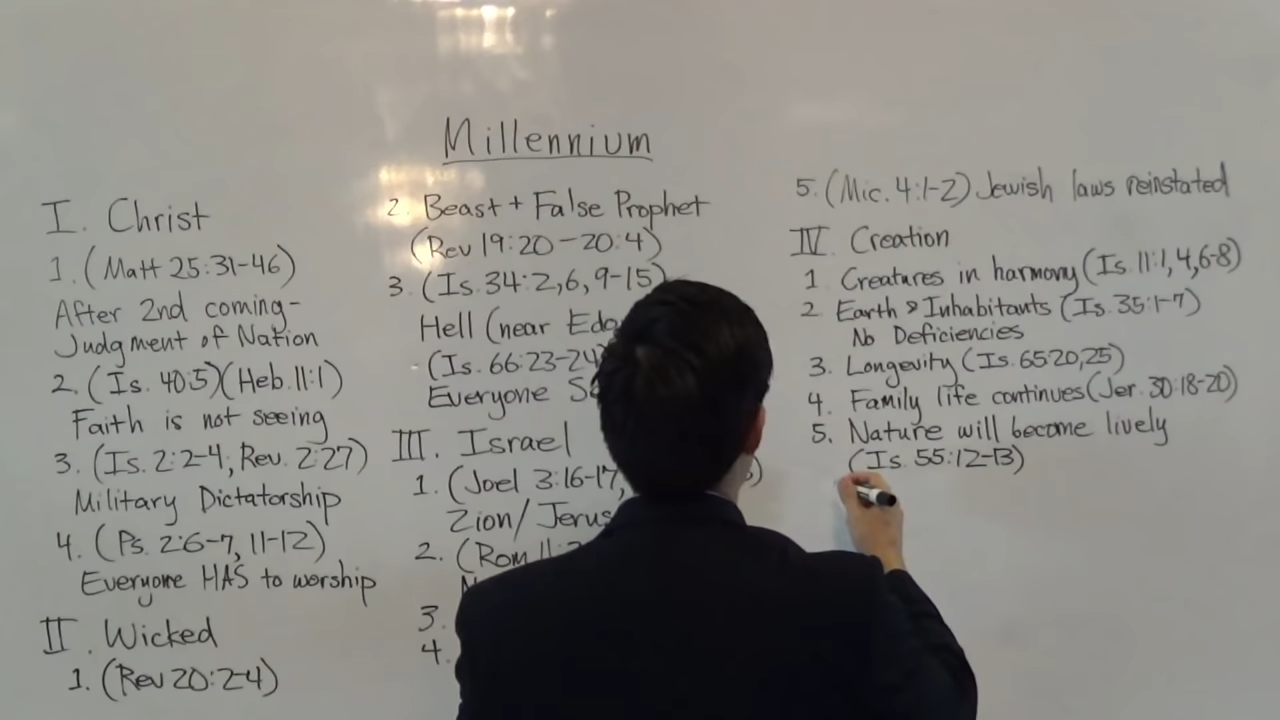 Millennium
I. Christ
1. (Matt 25:31-46)
After 2nd coming-
Judgment of Nation
2. (Is. 40:5)(Heb. 11:1)
Faith is not seeing
3. (Is. 2:2-4, Rev. 2:27)
Military Dictatorship
4. (Ps. 2:6-7, 11-12)
Everyone HAS to worship
II. Wicked
1. (Rev 20:2-4)
2. Beast + False Prophet
(Rev 19:20-20:4)
3. (Is. 34:2,6,9-15)
Hell (near
(Is. 66:23-24)
Everyone
III. Israel
1. (Joel 3:16-17,
Zion/
2. (Rom 11:
3.
4.
5. (Mic. 4:1-2) Jewish laws reinstated
IV. Creation
1. Creatures in harmony (Is. 11:1,4,6-8)
2. Earth & Inhabitants (Is. 35:1-7)
No Deficiencies
3. Longevity (Is. 65:20,25)
4. Family life continues (Jer. 30:18-20)
5. Nature will become lively
(Is. 55:12-13)